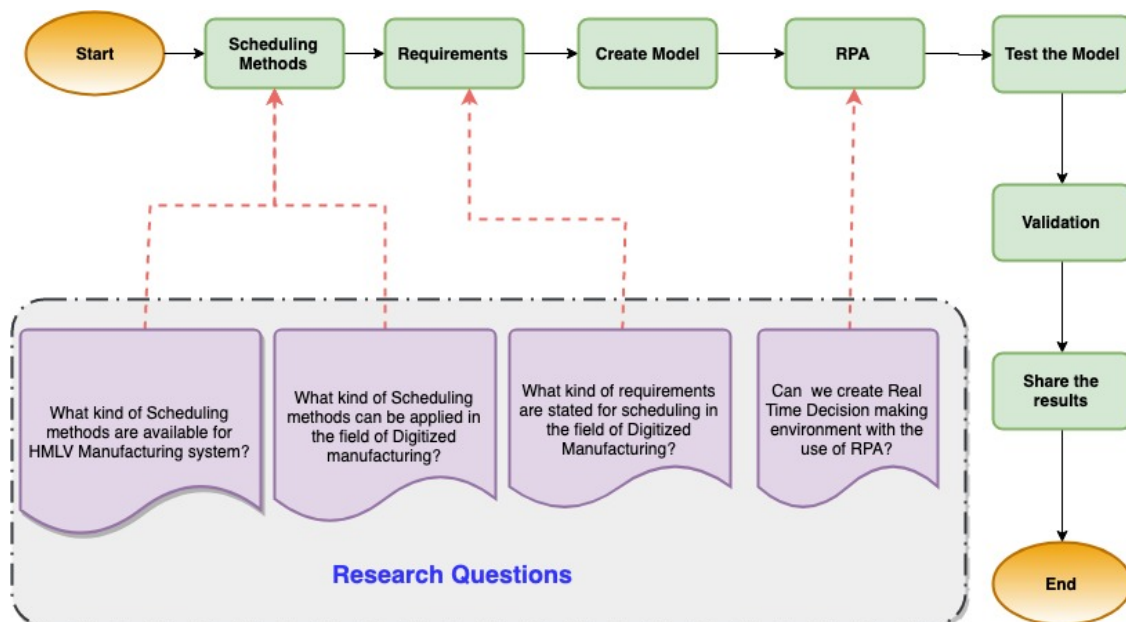 Start
Scheduling
Methods
Requirements
Create Model
RPA
Test the Model
Validation
Share the
results
End
What kind of Scheduling
methods are available for
HMLV Manufacturing system?
What kind of Scheduling
methods can be applied in
the field of Digitized
manufacturing?
What kind of requirements
are stated for scheduling in
the field of Digitized
Manufacturing?
Can we create Real
Time Decision making
environment with the
use of RPA?
Research Questions